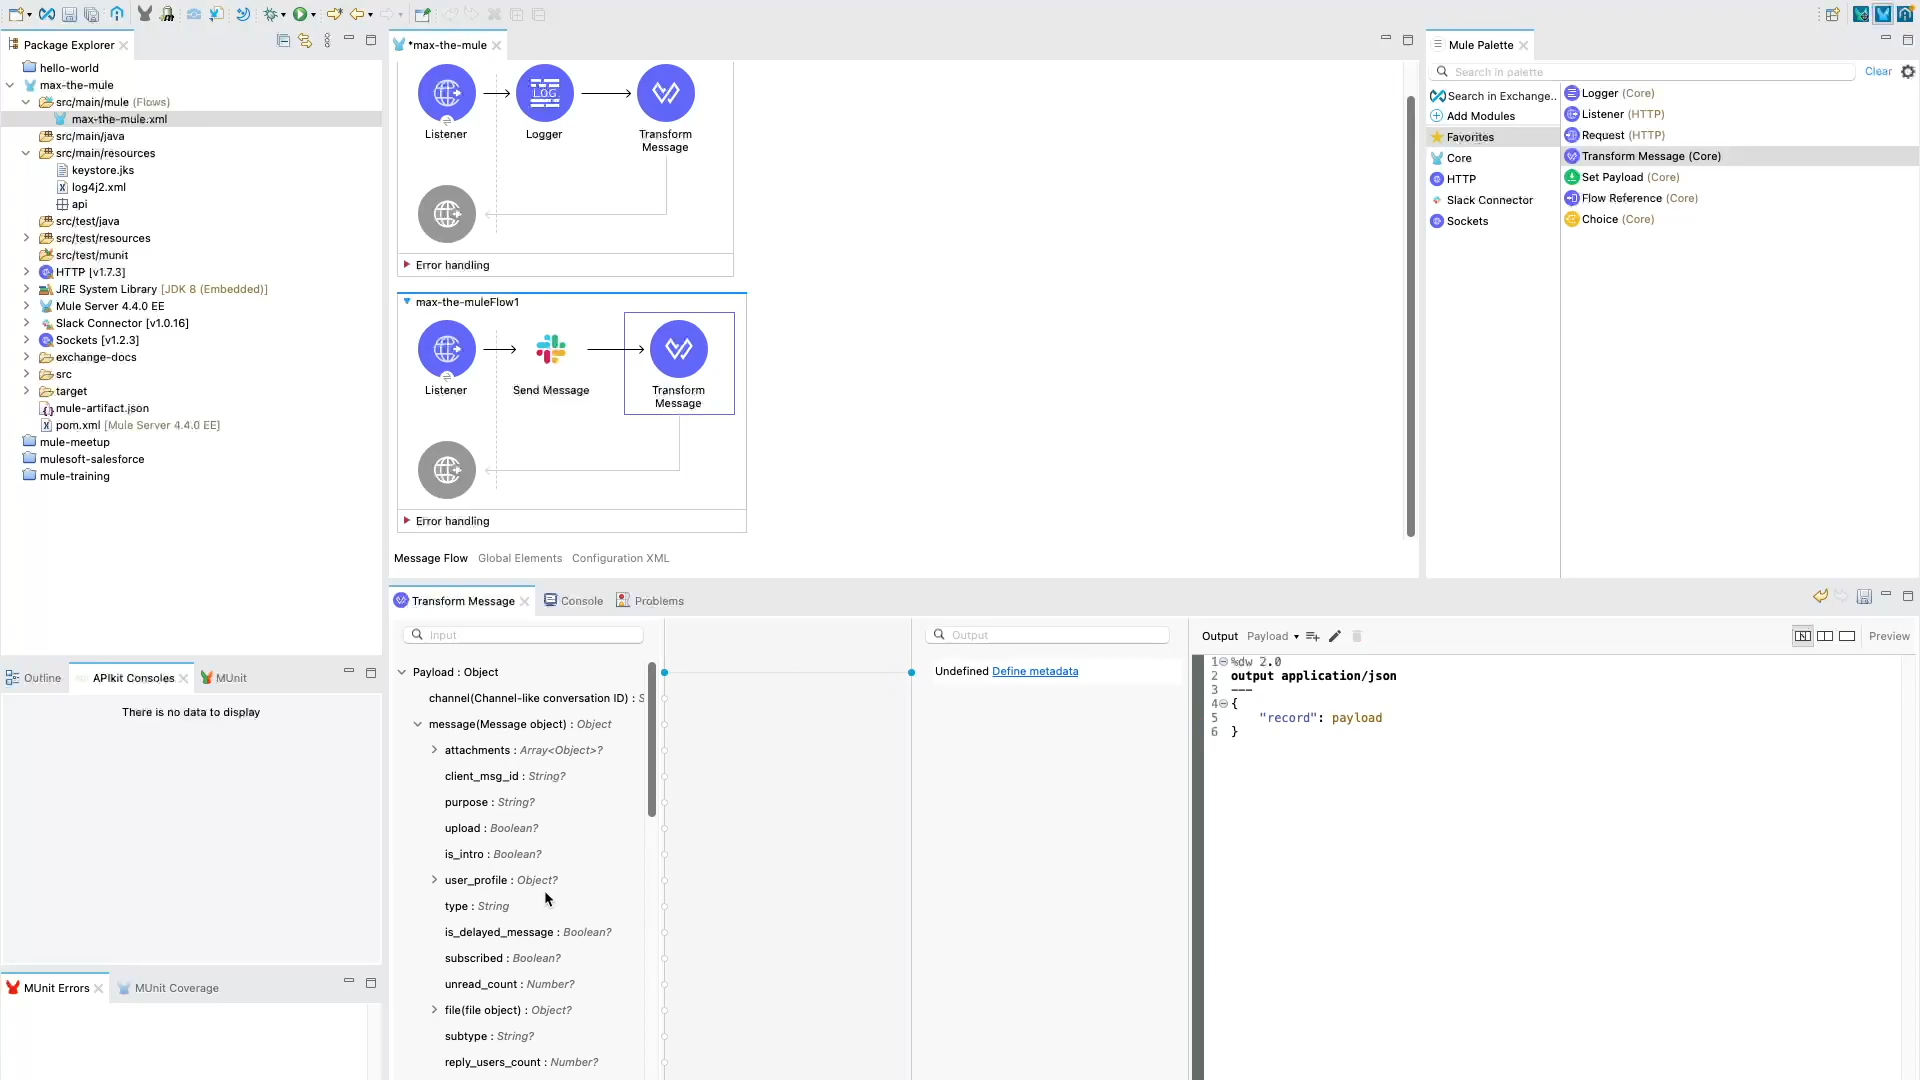 Package Explorer
hello-world
max-the-mule
src/main/mule (Flows)
max-the-mule.xml
src/main/java
src/main/resources
keystore.jks
log4j2.xml
api
src/test/java
src/test/resources
src/test/munit
HTTP [v1.7.3]
JRE System Library [JDK 8 (Embedded)]
Mule Server 4.4.0 EE
Slack Connector [v1.0.16]
Sockets [v1.2.3]
exchange-docs
src
target
mule-artifact.json
pom.xml [Mule Server 4.4.0 EE]
mule-meetup
mulesoft-salesforce
mule-training
Outline APIkit Consoles MUnit
There is no data to display
MUnit Errors MUnit Coverage
*max-the-mule
LOG
Listener Logger Transform
Message
Error handling
max-the-muleFlow1
Listener Send Message Transform
Message
Error handling
Message Flow Global Elements Configuration XML
Mule Palette
Search in palette Clear
Search in Exchange..
Add Modules
Favorites
Core
HTTP
Slack Connector
Sockets
Logger (Core)
Listener (HTTP)
Request (HTTP)
Transform Message (Core)
Set Payload (Core)
Flow Reference (Core)
Choice (Core)
Transform Message Console Problems
Input
Payload : Object
channel(Channel-like conversation ID) : S
message(Message object) : Object
attachments : Array<Object>?
client_msg_id : String?
purpose : String?
upload : Boolean?
is_intro : Boolean?
user_profile : Object?
type : String
is_delayed_message : Boolean?
subscribed : Boolean?
unread_count : Number?
file(file object) : Object?
subtype : String?
reply_users_count : Number?
Output
Undefined Define metadata
Output Payload Preview
1 %dw 2.0
2 output application/json
3 ---
4 {
5 "record": payload
6 }